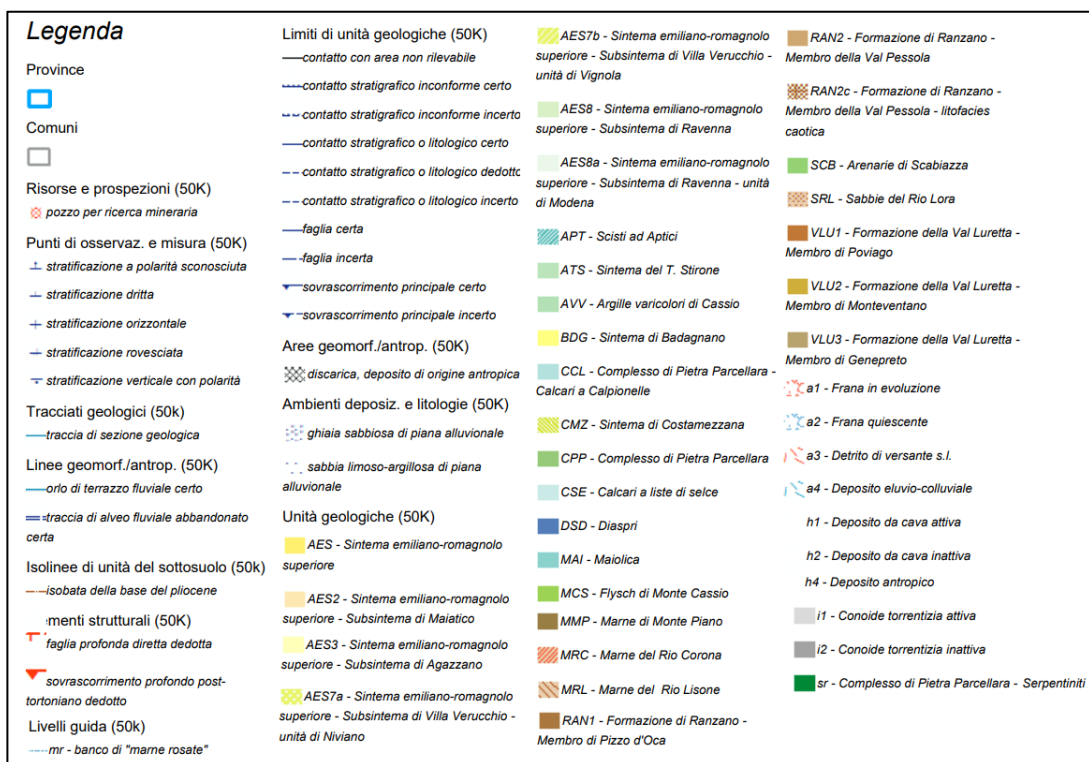 Legenda
Province
Comuni
Risorse e prospezioni (50K)
pozzo per ricerca mineraria
Punti di osservaz. e misura (50K)
stratificazione a polarità sconosciuta
stratificazione dritta
stratificazione orizzontale
stratificazione rovesciata
stratificazione verticale con polarità
Tracciati geologici (50k)
traccia di sezione geologica
Linee geomorf./antrop. (50K)
orlo di terrazzo fluviale certo
traccia di alveo fluviale abbandonato
certa
Isolinee di unità del sottosuolo (50k)
isobata della base del pliocene
ementi strutturali (50K)
faglia profonda diretta dedotta
sovrascorrimento profondo post-
tortoniano dedotto
Livelli guida (50k)
mr - banco di "marne rosate"
Limiti di unità geologiche (50K)
contatto con area non rilevabile
contatto stratigrafico inconforme certo
contatto stratigrafico inconforme incerto
contatto stratigrafico o litologico certo
contatto stratigrafico o litologico dedotto
contatto stratigrafico o litologico incerto
faglia certa
faglia incerta
sovrascorrimento principale certo
sovrascorrimento principale incerto
Aree geomorf./antrop. (50K)
discarica, deposito di origine antropica
Ambienti deposiz. e litologie (50K)
ghiaia sabbiosa di piana alluvionale
sabbia limoso-argillosa di piana
alluvionale
Unità geologiche (50K)
AES - Sintema emiliano-romagnolo
superiore
AES2 - Sintema emiliano-romagnolo
superiore - Subsintema di Maiatico
AES3 - Sintema emiliano-romagnolo
superiore - Subsintema di Agazzano
AES7a - Sintema emiliano-romagnolo
superiore - Subsintema di Villa Verucchio -
unità di Niviano
AES7b - Sintema emiliano-romagnolo
superiore - Subsintema di Villa Verucchio -
unità di Vignola
AES8 - Sintema emiliano-romagnolo
superiore - Subsintema di Ravenna
AES8a - Sintema emiliano-romagnolo
superiore - Subsintema di Ravenna - unità
di Modena
APT - Scisti ad Aptici
ATS - Sintema del T. Stirone
AVV - Argille varicolori di Cassio
BDG - Sintema di Badagnano
CCL - Complesso di Pietra Parcellara -
Calcari a Calpionelle
CMZ - Sintema di Costamezzana
CPP - Complesso di Pietra Parcellara
CSE - Calcari a liste di selce
DSD - Diaspri
MAI - Maiolica
MCS - Flysch di Monte Cassio
MMP - Marne di Monte Piano
MRC - Marne del Rio Corona
MRL - Marne del Rio Lisone
RAN1 - Formazione di Ranzano -
Membro di Pizzo d'Oca
RAN2 - Formazione di Ranzano -
Membro della Val Pessola
RAN2c - Formazione di Ranzano -
Membro della Val Pessola - litofacies
caotica
SCB - Arenarie di Scabiazza
SRL - Sabbie del Rio Lora
VLU1 - Formazione della Val Luretta -
Membro di Poviago
VLU2 - Formazione della Val Luretta -
Membro di Monteventano
VLU3 - Formazione della Val Luretta -
Membro di Genepreto
a1 - Frana in evoluzione
a2 - Frana quiescente
a3 - Detrito di versante s.l.
a4 - Deposito eluvio-colluviale
h1 - Deposito da cava attiva
h2 - Deposito da cava inattiva
h4 - Deposito antropico
i1 - Conoide torrentizia attiva
i2 - Conoide torrentizia inattiva
sr - Complesso di Pietra Parcellara - Serpentiniti